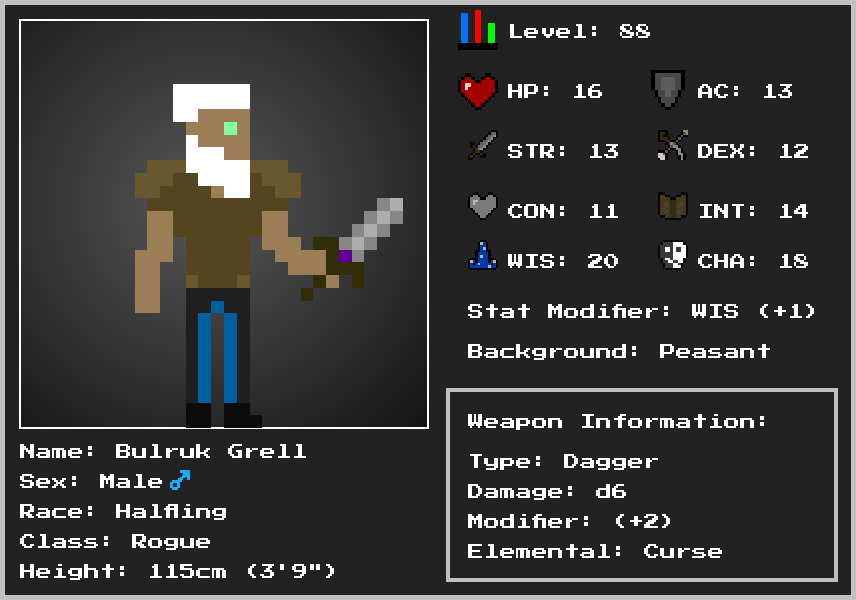 Level: 88
HP: 16 AC: 13
STR: 13 DEX: 12
CON: 11 INT: 14
WIS: 20 CHA: 18
Stat Modifier: WIS (+1)
Background: Peasant
Weapon Information:
Type: Dagger
Damage: d6
Modifier: (+2)
Elemental: Curse
Name: Bulruk Grell
Sex: Male ♂
Race: Halfling
Class: Rogue
Height: 115cm (3'9")